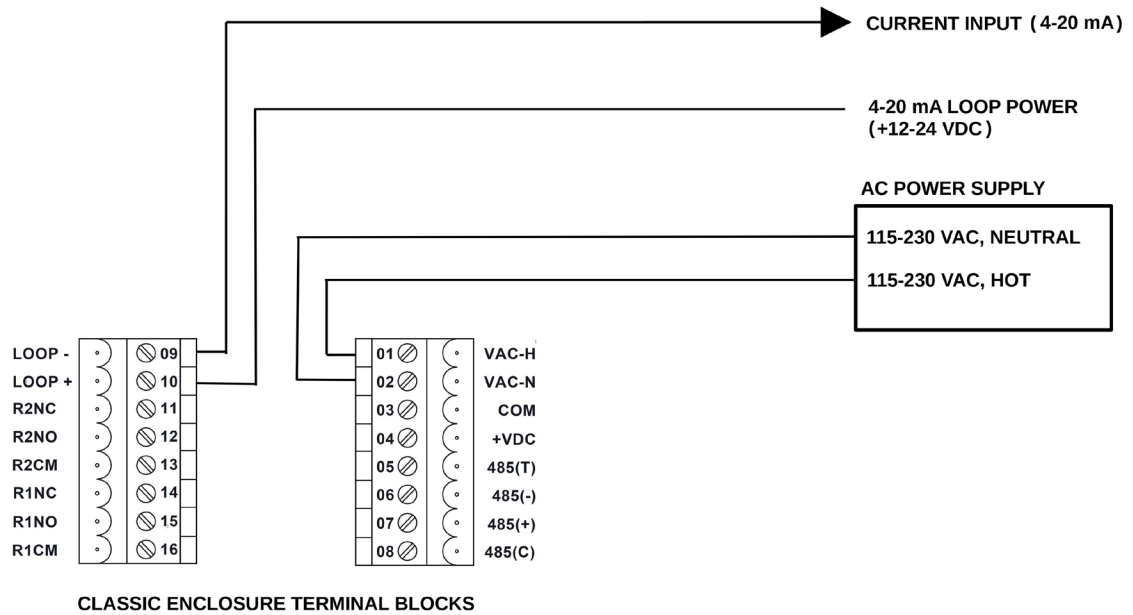 CURRENT INPUT ( 4-20 mA)
4-20 mA LOOP POWER
(+12-24 VDC )
AC POWER SUPPLY
115-230 VAC, NEUTRAL
115-230 VAC, HOT
LOOP - 09
LOOP + 10
R2NC 11
R2NO 12
R2CM 13
R1NC 14
R1NO 15
R1CM 16
01 VAC-H
02 VAC-N
03 COM
04 +VDC
05 485(T)
06 485(-)
07 485(+)
08 485(C)
CLASSIC ENCLOSURE TERMINAL BLOCKS